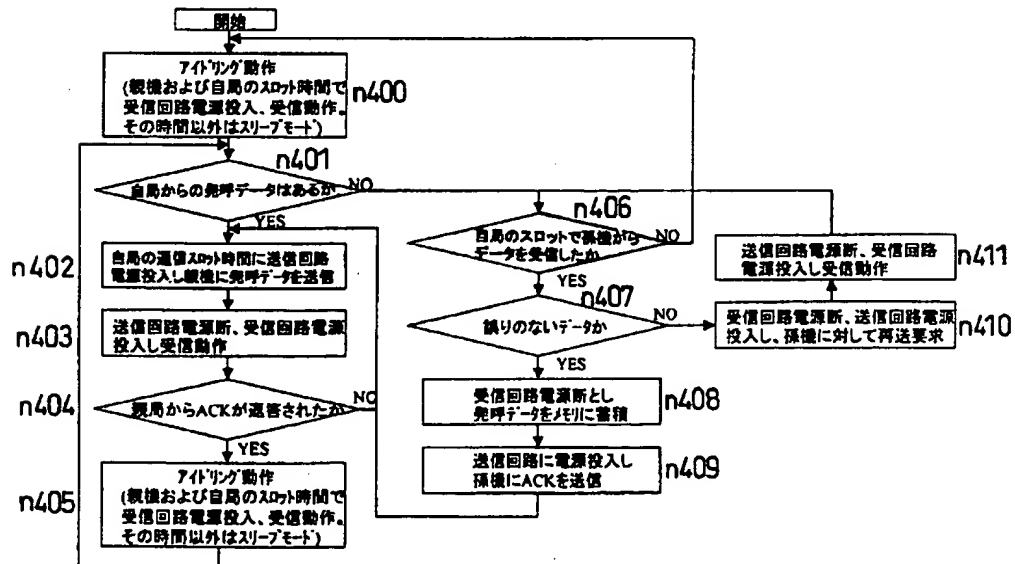 開始
アイドリング動作
(親機および自局のスロット時間で
受信回路電源投入、受信動作。
その時間以外はスリープモード)
n400
n401
自局からの発呼データはあるか
NO
YES
n402
自局の通信スロット時間に送信回路
電源投入し親機に発呼データを送信
n403
送信回路電源断、受信回路電源
投入し受信動作
n404
親局からACKが返答されたか
NO
YES
n405
アイドリング動作
(親機および自局のスロット時間で
受信回路電源投入、受信動作。
その時間以外はスリープモード)
n406
自局のスロットで孫機から
データを受信したか
NO
YES
n407
誤りのないデータか
NO
YES
受信回路電源断とし
発呼データをメモリに蓄積
n408
送信回路に電源投入し
孫機にACKを送信
n409
受信回路電源断、送信回路電源
投入し、孫機に対して再送要求
n410
送信回路電源断、受信回路
電源投入し受信動作
n411